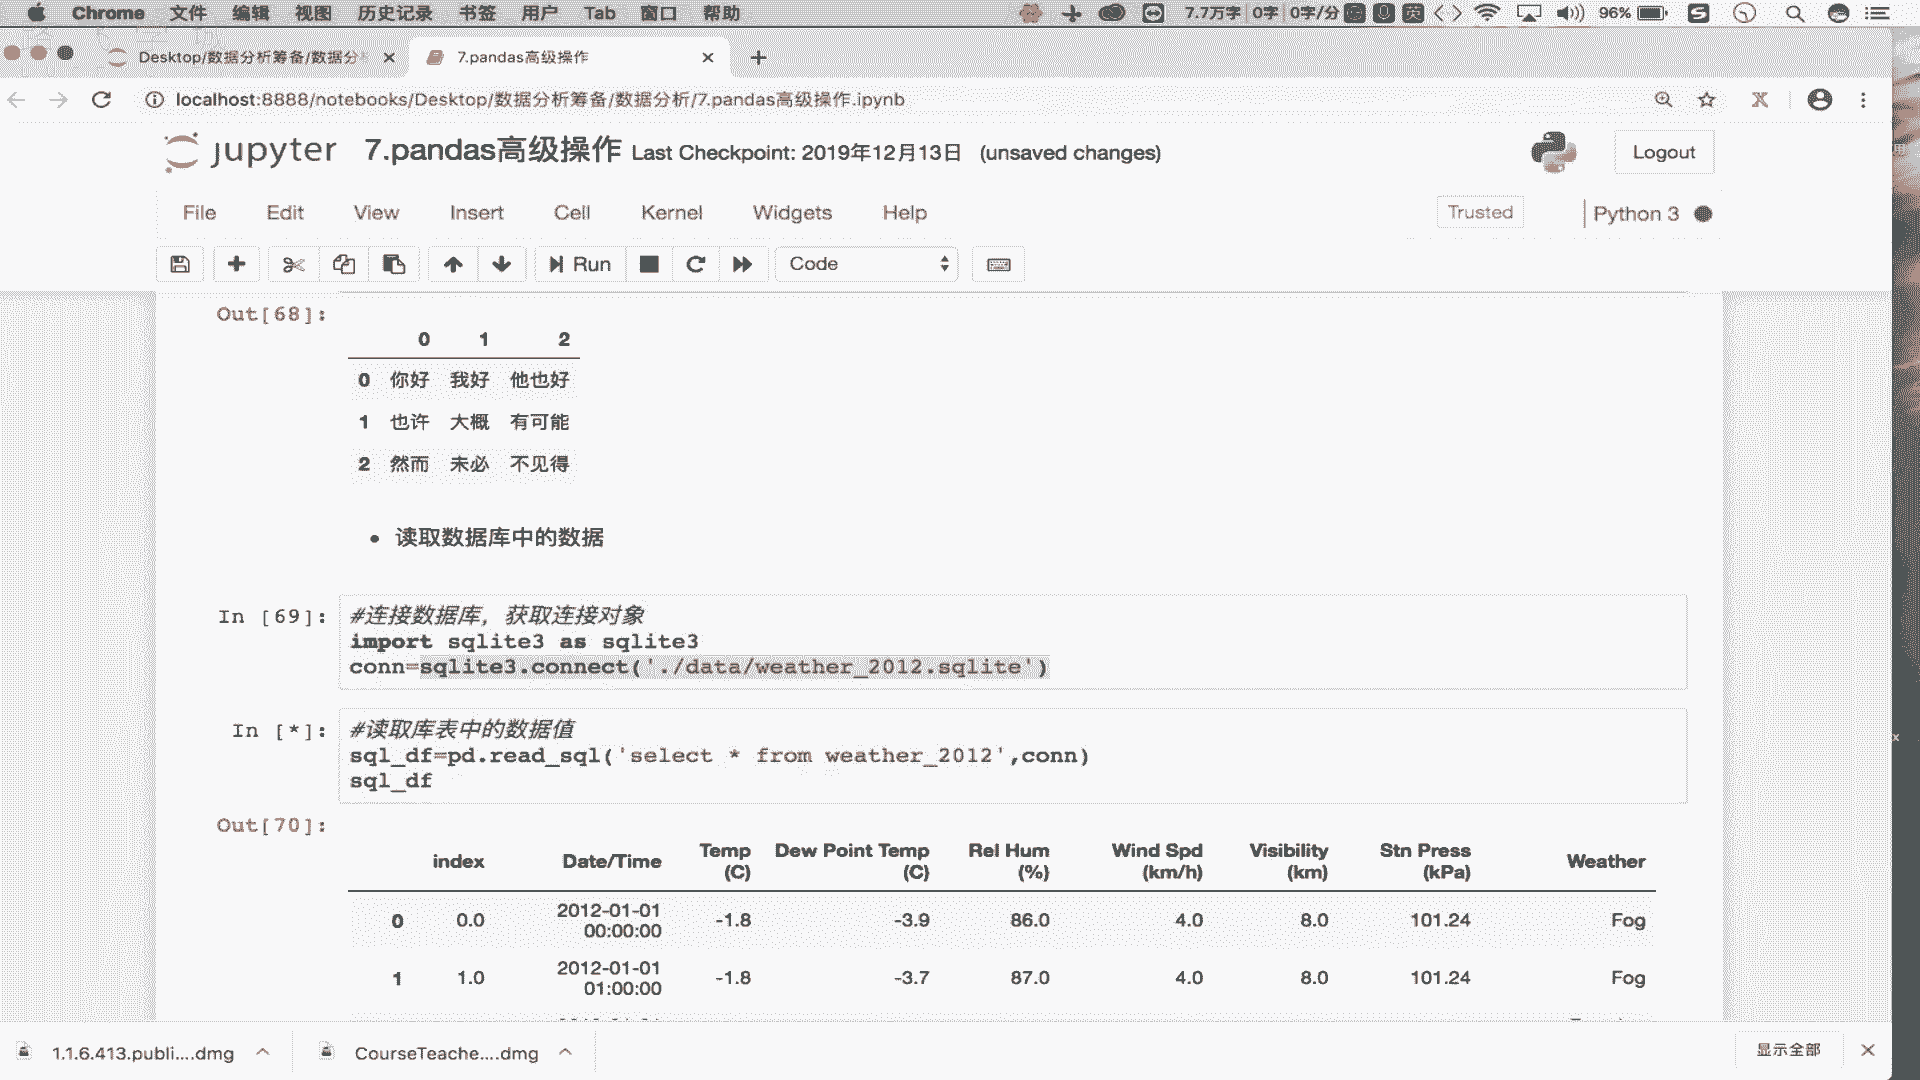 Chrome 文件 编辑 视图 历史记录 书签 用户 Tab 窗口 帮助 7.7万字 0字 0字/分 英 96%
Desktop/数据分析筹备/数据分 7.pandas高级操作
localhost:8888/notebooks/Desktop/数据分析筹备/数据分析/7.pandas高级操作.ipynb
jupyter 7.pandas高级操作 Last Checkpoint: 2019年12月13日 (unsaved changes) Logout
File Edit View Insert Cell Kernel Widgets Help Trusted Python 3
Run Code
Out[68]:
0 1 2
0 你好 我好 他也好
1 也许 大概 有可能
2 然而 未必 不见得
• 读取数据库中的数据
In [69]: #连接数据库，获取连接对象
import sqlite3 as sqlite3
conn=sqlite3.connect('./data/weather_2012.sqlite')
In [*]: #读取库表中的数据值
sql_df=pd.read_sql('select * from weather_2012',conn)
sql_df
Out[70]:
index Date/Time Temp (C) Dew Point Temp (C) Rel Hum (%) Wind Spd (km/h) Visibility (km) Stn Press (kPa) Weather
0 0.0 2012-01-01 00:00:00 -1.8 -3.9 86.0 4.0 8.0 101.24 Fog
1 1.0 2012-01-01 01:00:00 -1.8 -3.7 87.0 4.0 8.0 101.24 Fog
1.1.6.413.publi....dmg CourseTeache....dmg 显示全部